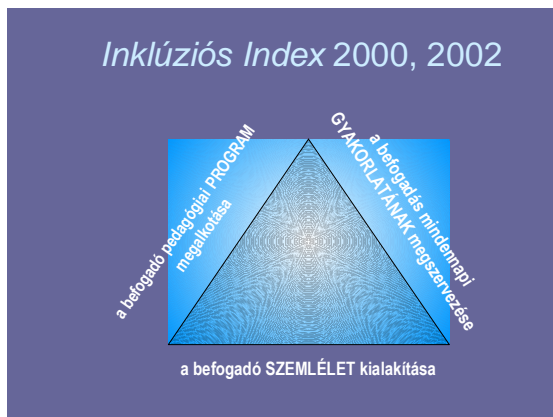 Inklúziós Index 2000, 2002
a befogadó pedagógiai PROGRAM
megalkotása
a befogadás mindennapi
GYAKORLATÁNAK megszervezése
a befogadó SZEMLÉLET kialakítása